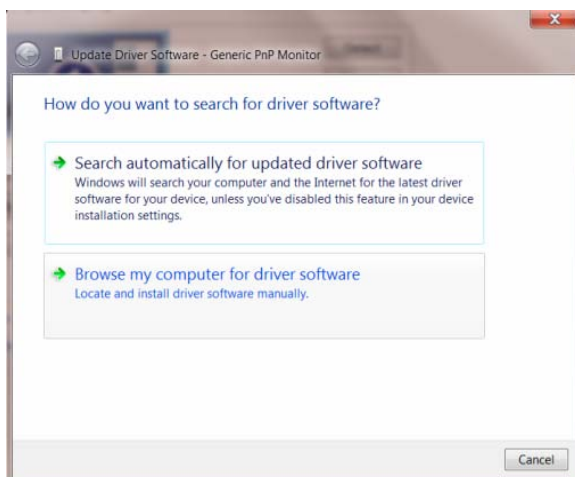 Update Driver Software - Generic PnP Monitor
How do you want to search for driver software?
Search automatically for updated driver software
Windows will search your computer and the Internet for the latest driver
software for your device, unless you've disabled this feature in your device
installation settings.
Browse my computer for driver software
Locate and install driver software manually.
Cancel